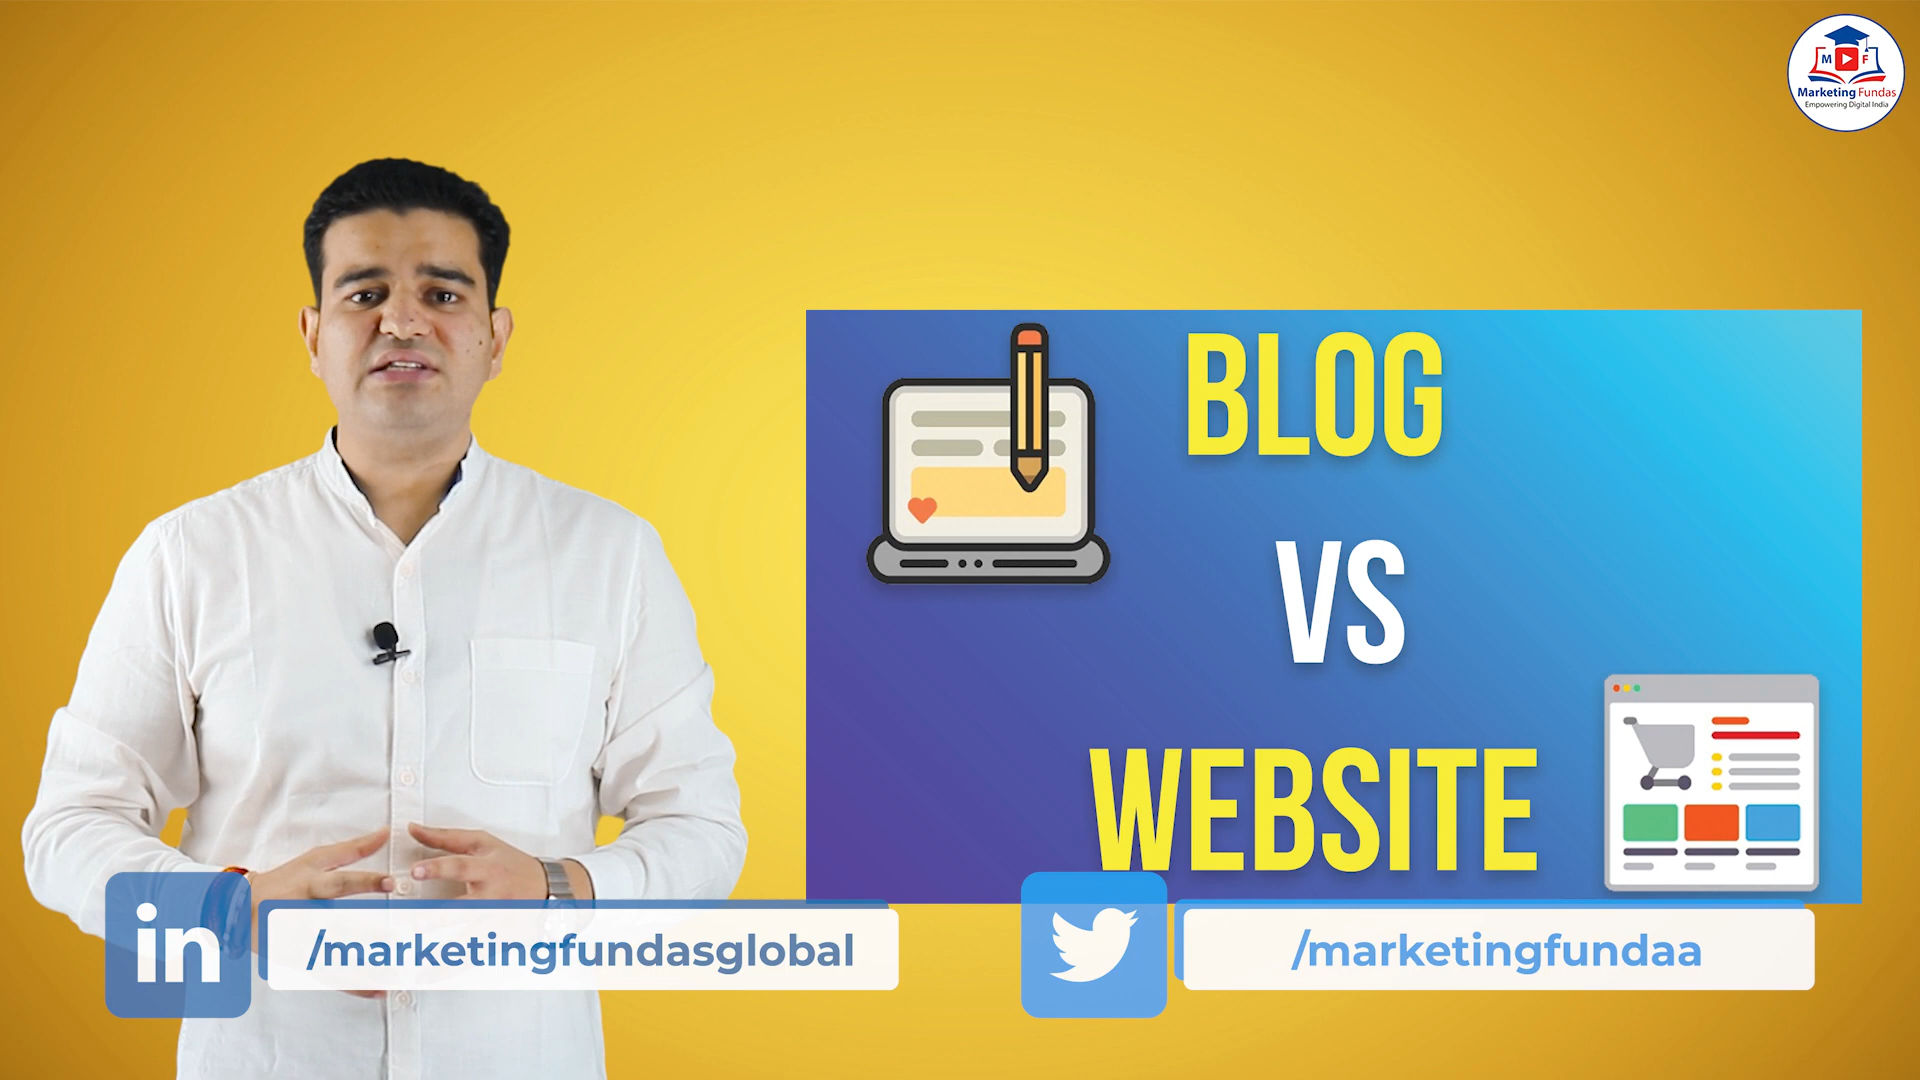 M F
Marketing Fundas
Empowering Digital India
BLOG
VS
WEBSITE
in
/marketingfundasglobal
/marketingfundaa